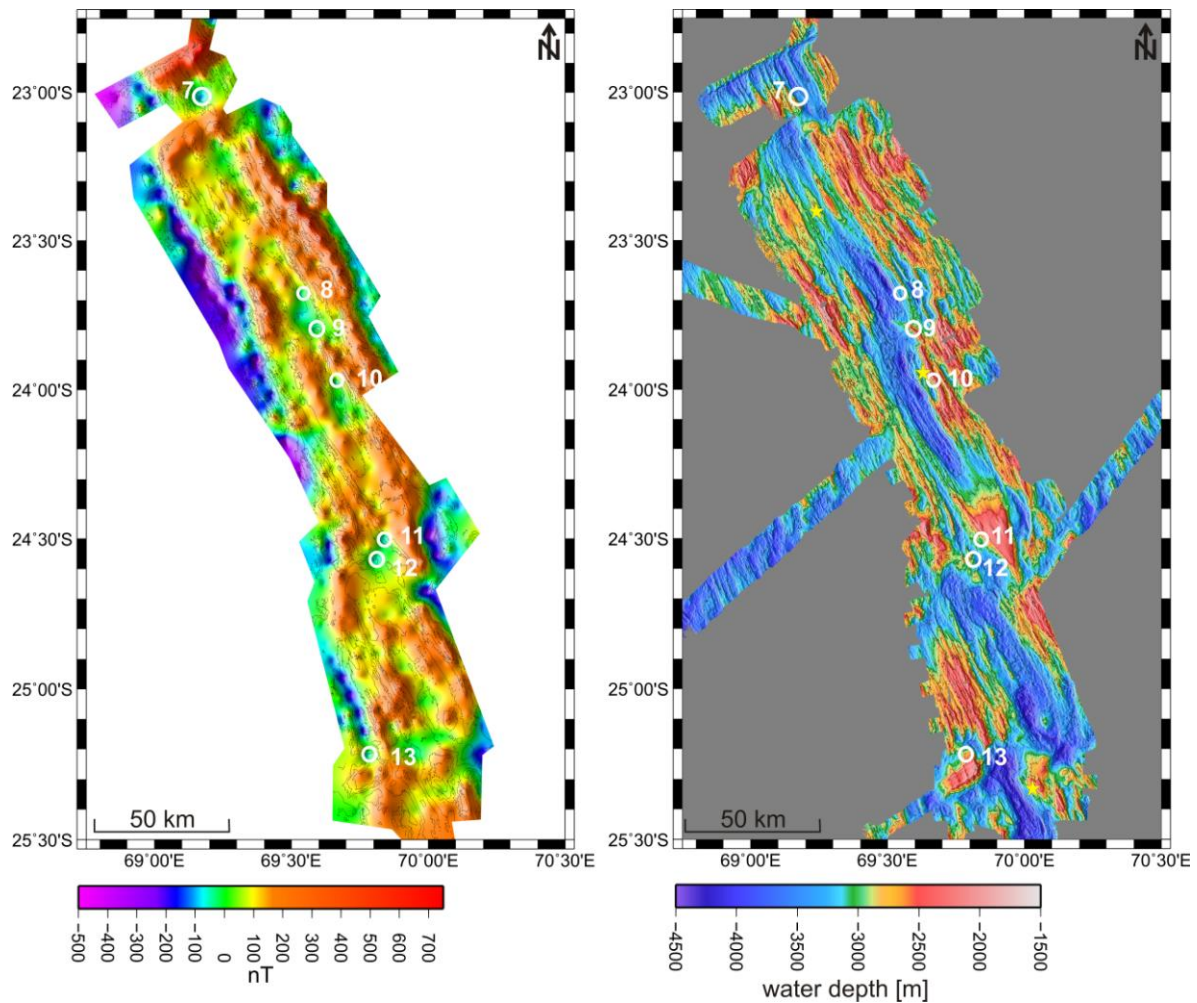 N N
7 7
23°00'S 23°00'S
23°30'S 23°30'S
8 8
9 9
10 10
24°00'S 24°00'S
11 11
24°30'S 24°30'S
12 12
25°00'S 25°00'S
13 13
50 km 50 km
25°30'S 25°30'S
69°00'E 69°30'E 70°00'E 70°30'E 69°00'E 69°30'E 70°00'E 70°30'E
−500 −400 −300 −200 −100 0 100 200 300 400 500 600 700
nT
−4500 −4000 −3500 −3000 −2500 −2000 −1500
water depth [m]